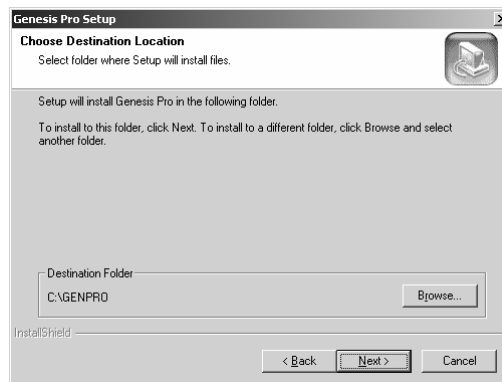 Genesis Pro Setup
Choose Destination Location
Select folder where Setup will install files.
Setup will install Genesis Pro in the following folder.
To install to this folder, click Next. To install to a different folder, click Browse and select
another folder.
Destination Folder
C:\GENPRO
Browse...
InstallShield
< Back
Next >
Cancel